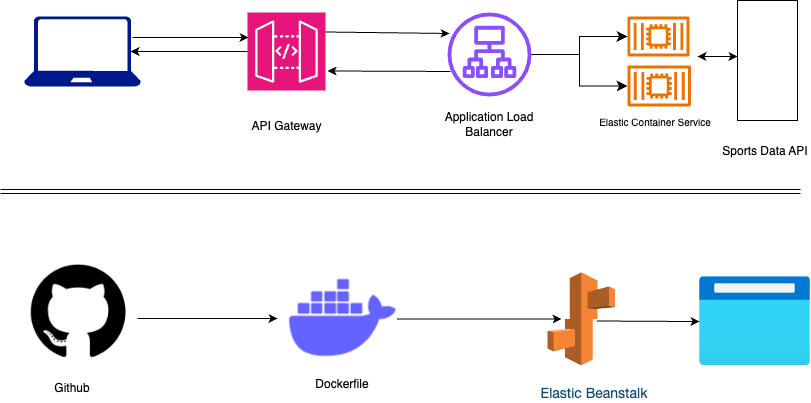 API Gateway
Application Load
Balancer
Elastic Container Service
Sports Data API
Github
Dockerfile
Elastic Beanstalk